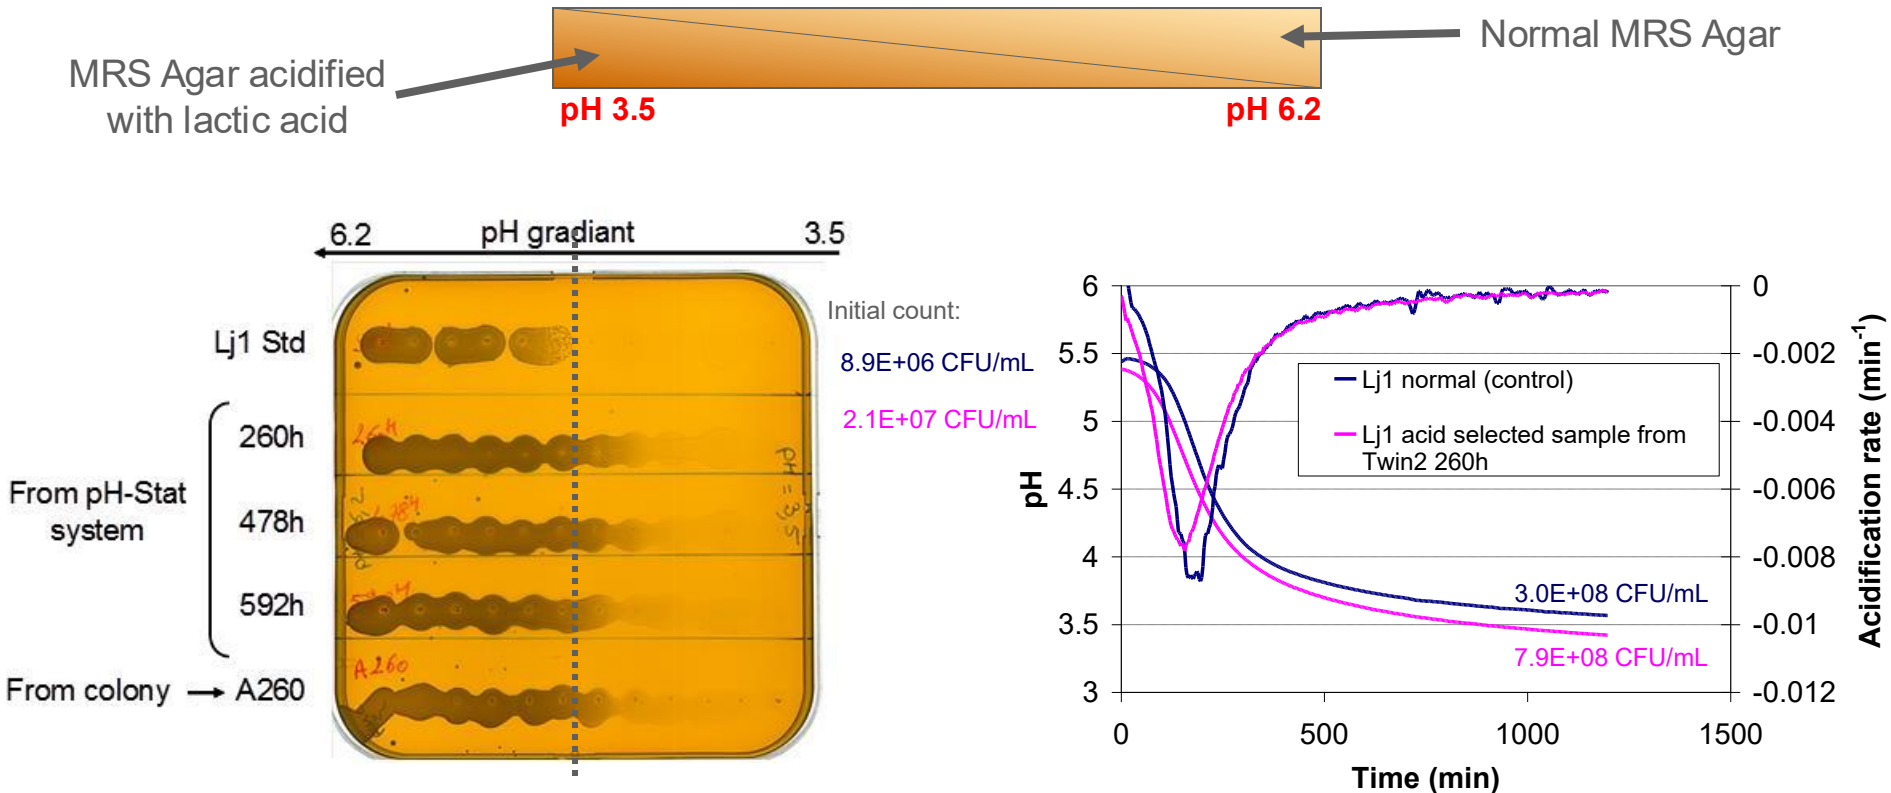 MRS Agar acidified
with lactic acid
Normal MRS Agar
pH 3.5
pH 6.2
6.2
pH gradiant
3.5
Lj1 Std
260h
From pH-Stat
system
478h
592h
From colony
A260
A260
pH = 3,5
Initial count:
8.9E+06 CFU/mL
2.1E+07 CFU/mL
6
5.5
5
4.5
4
3.5
3
pH
0
-0.002
-0.004
-0.006
-0.008
-0.01
-0.012
Acidification rate (min⁻¹)
Lj1 normal (control)
Lj1 acid selected sample from
Twin2 260h
3.0E+08 CFU/mL
7.9E+08 CFU/mL
0
500
1000
1500
Time (min)